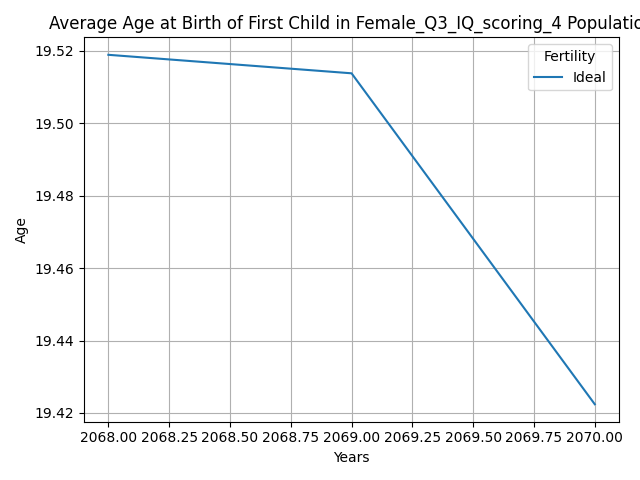 Average Age at Birth of First Child in Female_Q3_IQ_scoring_4 Populatio
Fertility
Ideal
19.52
19.50
19.48
19.46
19.44
19.42
Age
2068.00 2068.25 2068.50 2068.75 2069.00 2069.25 2069.50 2069.75 2070.00
Years